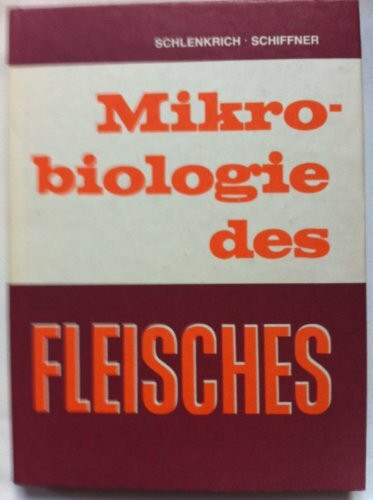 SCHLENKRICH · SCHIFFNER
Mikro-
biologie
des
FLEISCHES